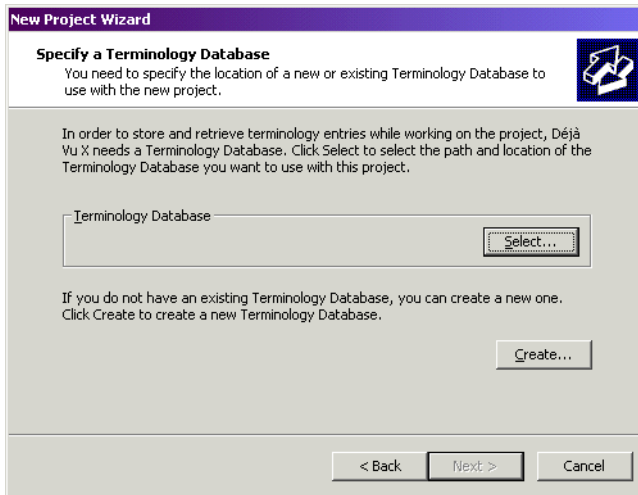 New Project Wizard
Specify a Terminology Database
You need to specify the location of a new or existing Terminology Database to
use with the new project.
In order to store and retrieve terminology entries while working on the project, Déjà
Vu X needs a Terminology Database. Click Select to select the path and location of the
Terminology Database you want to use with this project.
Terminology Database
Select...
If you do not have an existing Terminology Database, you can create a new one.
Click Create to create a new Terminology Database.
Create...
< Back
Next >
Cancel